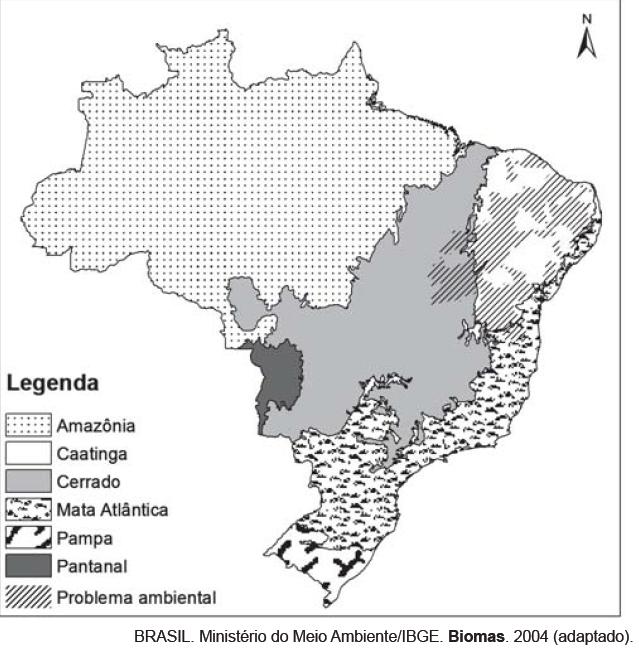 N
Legenda
Amazônia
Caatinga
Cerrado
Mata Atlântica
Pampa
Pantanal
Problema ambiental
BRASIL. Ministério do Meio Ambiente/IBGE. Biomas. 2004 (adaptado).